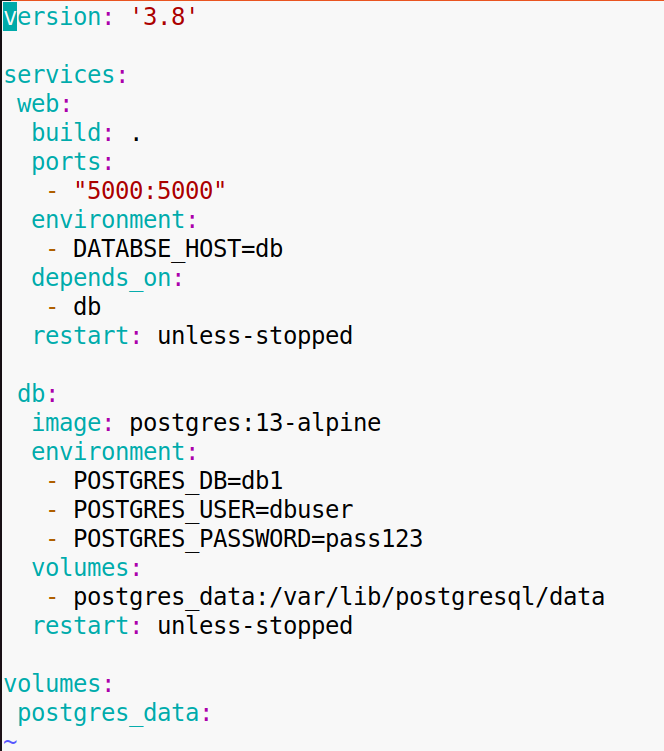 version: '3.8'

services:
 web:
  build: .
  ports:
   - "5000:5000"
  environment:
   - DATABSE_HOST=db
  depends_on:
   - db
  restart: unless-stopped

 db:
  image: postgres:13-alpine
  environment:
   - POSTGRES_DB=db1
   - POSTGRES_USER=dbuser
   - POSTGRES_PASSWORD=pass123
  volumes:
   - postgres_data:/var/lib/postgresql/data
  restart: unless-stopped

volumes:
 postgres_data:
~